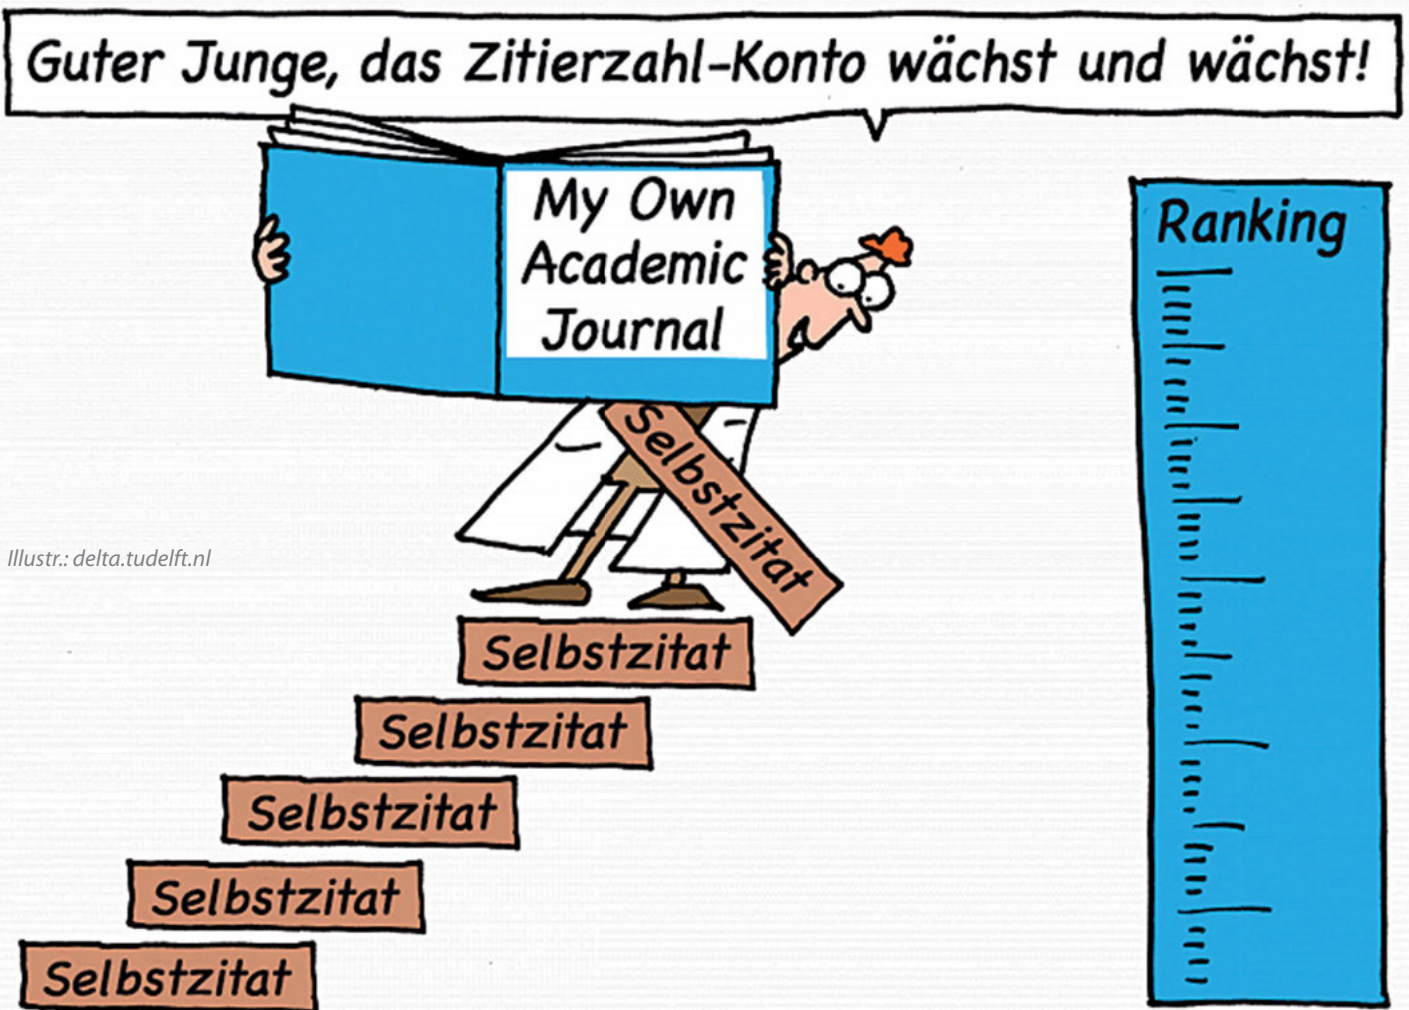 Guter Junge, das Zitierzahl-Konto wächst und wächst!
My Own
Academic
Journal
Ranking
Selbstzitat
Illustr.: delta.tudelft.nl
Selbstzitat
Selbstzitat
Selbstzitat
Selbstzitat
Selbstzitat